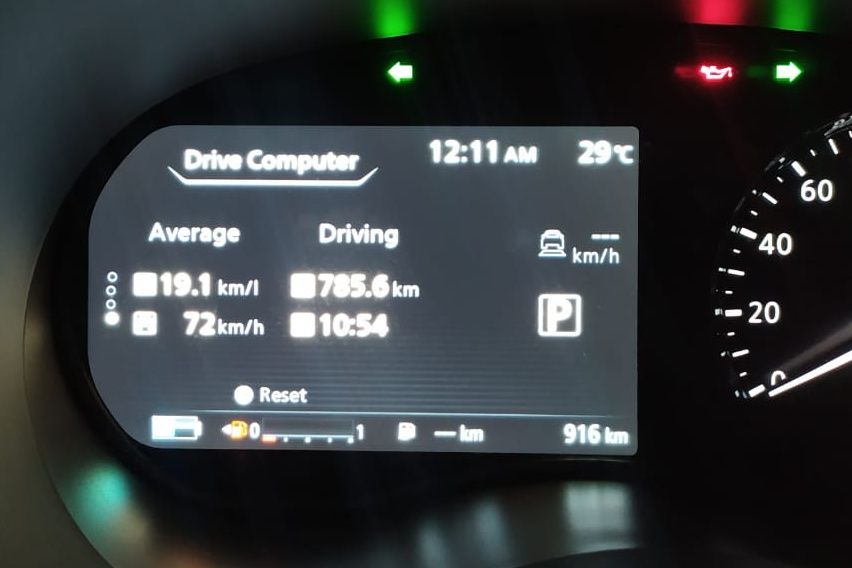 Drive Computer 12:11 AM 29°C
Average Driving
--- km/h
19.1 km/l 785.6 km
72 km/h 10:54
P
Reset
0 1 --- km 916 km
60
40
20
0